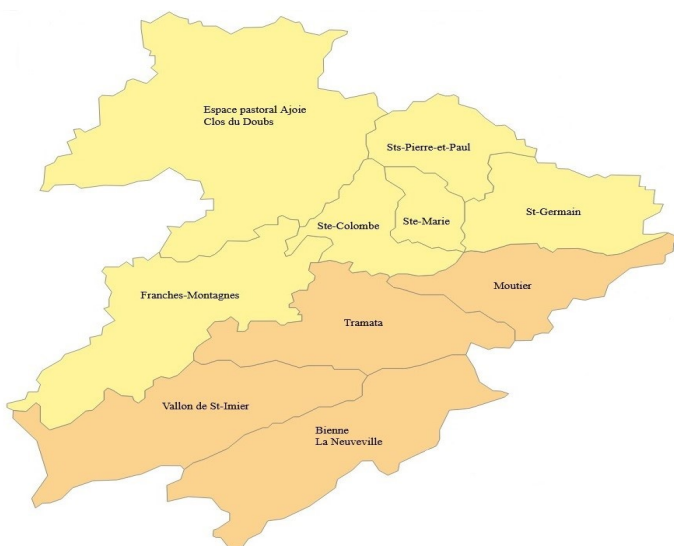 Espace pastoral Ajoie
Clos du Doubs
Sts-Pierre-et-Paul
St-Germain
Ste-Marie
Ste-Colombe
Moutier
Franches-Montagnes
Tramata
Vallon de St-Imier
Bienne
La Neuveville